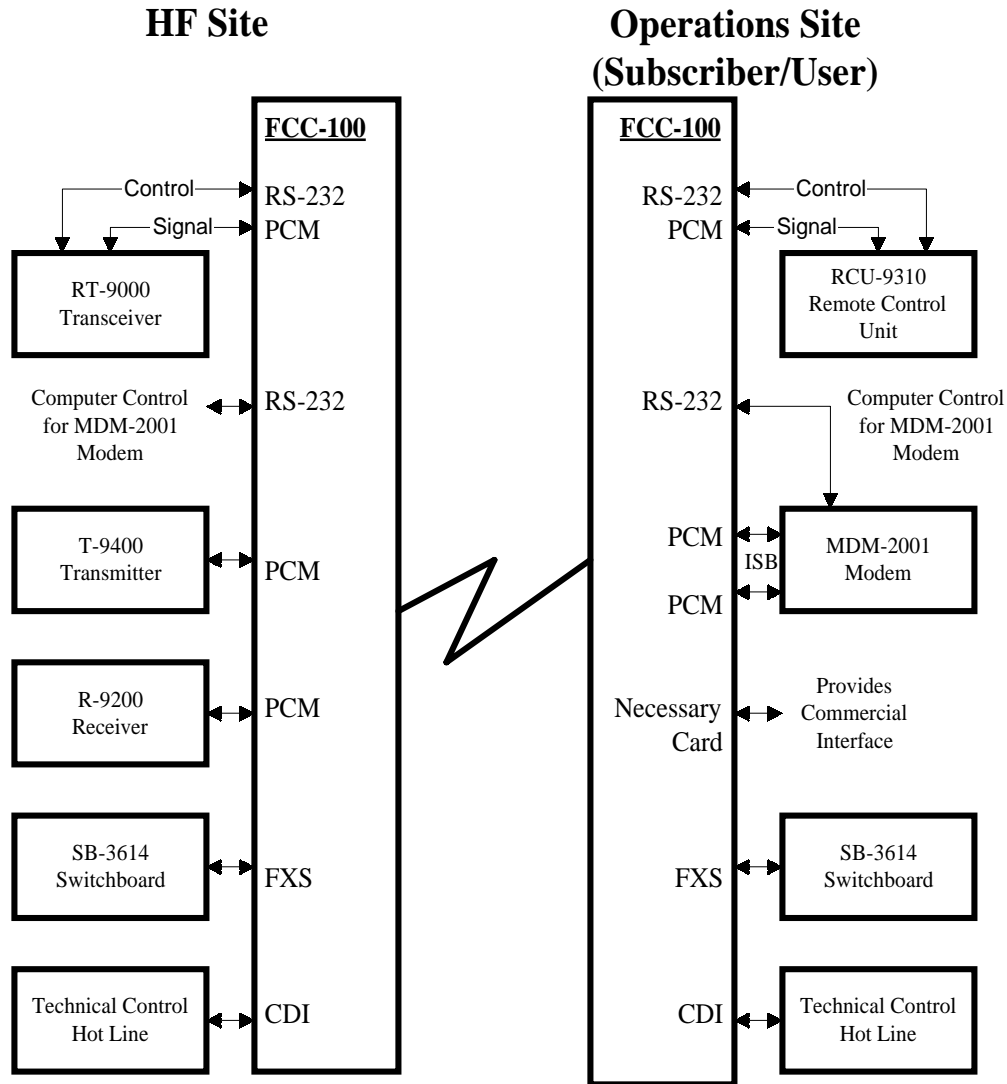 HF Site
Operations Site
(Subscriber/User)
FCC-100
Control
RS-232
Signal
PCM
RT-9000
Transceiver
Computer Control
for MDM-2001
Modem
RS-232
T-9400
Transmitter
PCM
R-9200
Receiver
PCM
SB-3614
Switchboard
FXS
Technical Control
Hot Line
CDI
FCC-100
RS-232
Control
PCM
Signal
RCU-9310
Remote Control
Unit
RS-232
Computer Control
for MDM-2001
Modem
PCM
ISB
PCM
MDM-2001
Modem
Necessary
Card
Provides
Commercial
Interface
FXS
SB-3614
Switchboard
CDI
Technical Control
Hot Line